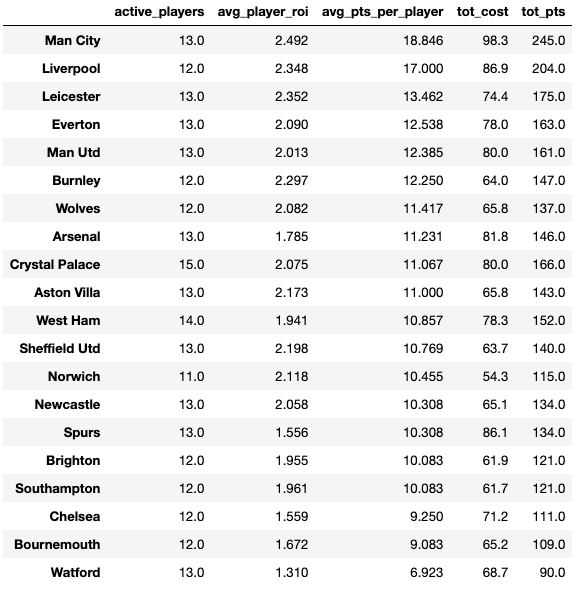 active_players avg_player_roi avg_pts_per_player tot_cost tot_pts
Man City 13.0 2.492 18.846 98.3 245.0
Liverpool 12.0 2.348 17.000 86.9 204.0
Leicester 13.0 2.352 13.462 74.4 175.0
Everton 13.0 2.090 12.538 78.0 163.0
Man Utd 13.0 2.013 12.385 80.0 161.0
Burnley 12.0 2.297 12.250 64.0 147.0
Wolves 12.0 2.082 11.417 65.8 137.0
Arsenal 13.0 1.785 11.231 81.8 146.0
Crystal Palace 15.0 2.075 11.067 80.0 166.0
Aston Villa 13.0 2.173 11.000 65.8 143.0
West Ham 14.0 1.941 10.857 78.3 152.0
Sheffield Utd 13.0 2.198 10.769 63.7 140.0
Norwich 11.0 2.118 10.455 54.3 115.0
Newcastle 13.0 2.058 10.308 65.1 134.0
Spurs 13.0 1.556 10.308 86.1 134.0
Brighton 12.0 1.955 10.083 61.9 121.0
Southampton 12.0 1.961 10.083 61.7 121.0
Chelsea 12.0 1.559 9.250 71.2 111.0
Bournemouth 12.0 1.672 9.083 65.2 109.0
Watford 13.0 1.310 6.923 68.7 90.0